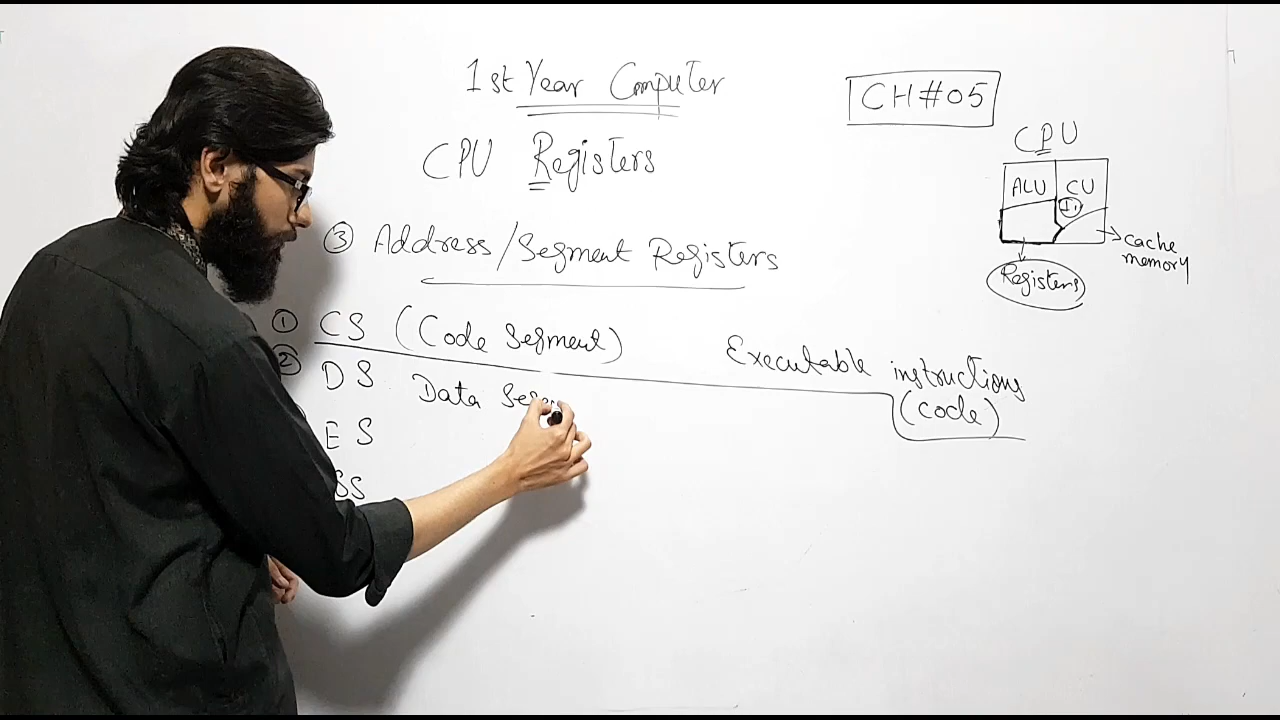 1st Year Computer
CH#05
CPU Registers
CPU
ALU CU
cache
memory
Registers
③ Address/Segment Registers
① CS (Code Segment)
Executable instructions
(code)
② DS Data
ES
SS